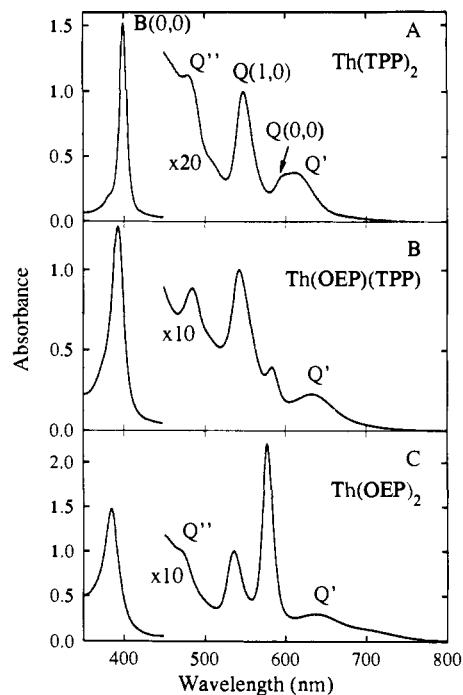 B(0,0)
A
Th(TPP)₂
Q''
Q(1,0)
Q(0,0)
Q'
x20
1.5
1.0
0.5
0.0
B
Th(OEP)(TPP)
x10
Q'
1.0
0.5
0.0
C
Th(OEP)₂
Q''
x10
Q'
2.0
1.5
1.0
0.5
0.0
Absorbance
400 500 600 700 800
Wavelength (nm)